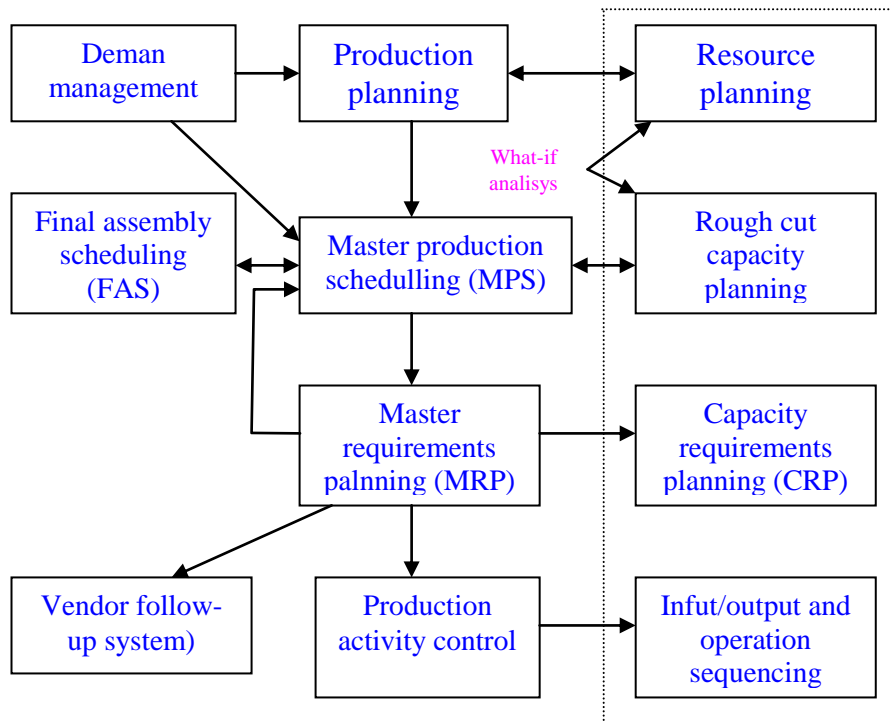 Deman
management
Production
planning
Resource
planning
What-if
analisys
Final assembly
scheduling
(FAS)
Master production
schedulling (MPS)
Rough cut
capacity
planning
Master
requirements
palnning (MRP)
Capacity
requirements
planning (CRP)
Vendor follow-
up system)
Production
activity control
Infut/output and
operation
sequencing